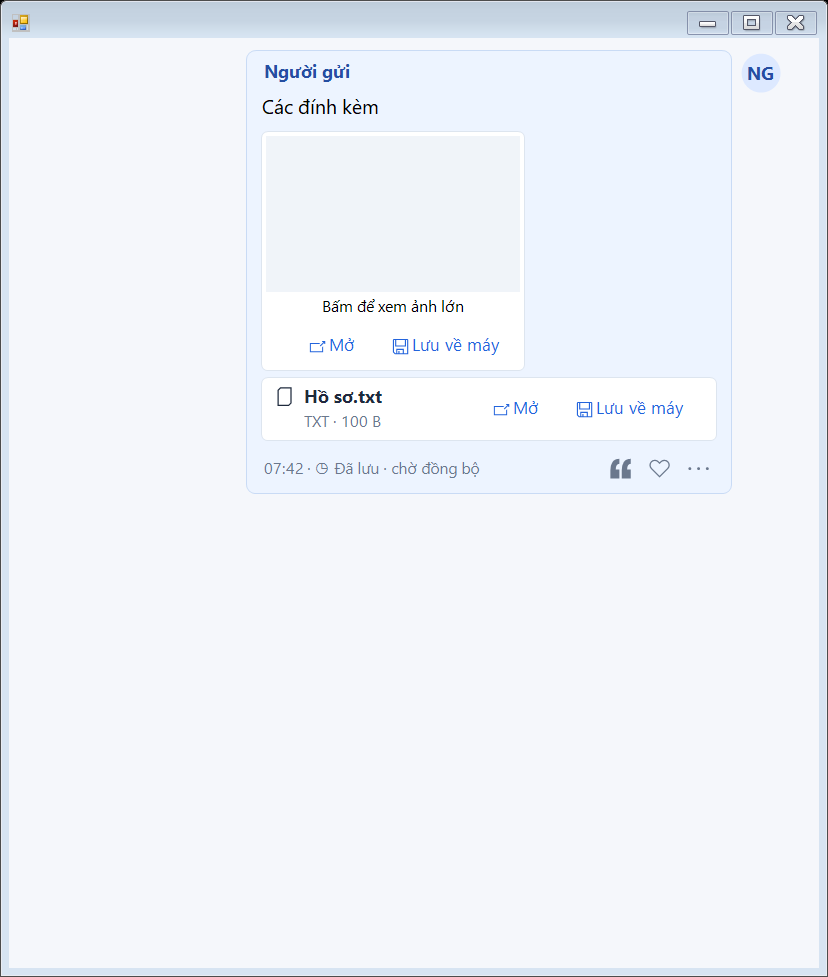 Người gửi
NG
Các đính kèm
Bấm để xem ảnh lớn
Mở Lưu về máy
Hồ sơ.txt
TXT · 100 B
Mở Lưu về máy
07:42 · Đã lưu · chờ đồng bộ